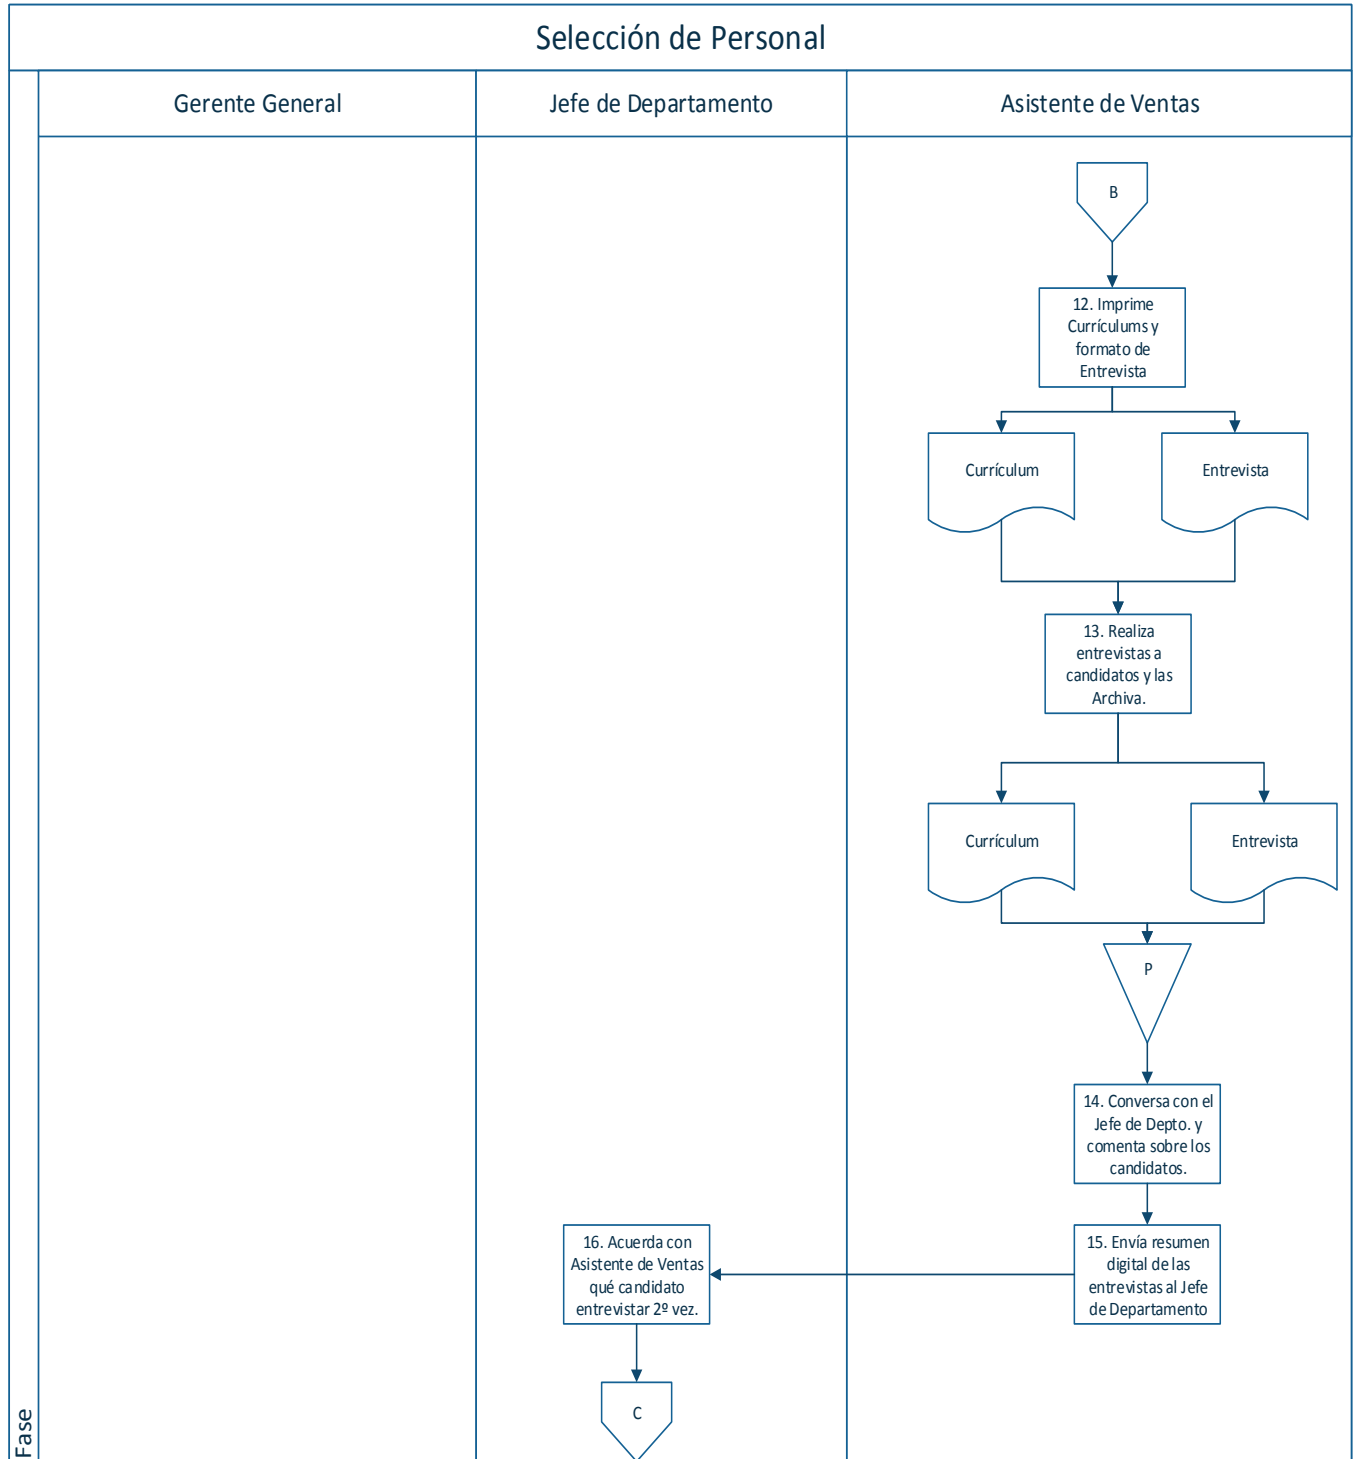 Selección de Personal
Gerente General
Jefe de Departamento
Asistente de Ventas
B
12. Imprime
Currículums y
formato de
Entrevista
Currículum
Entrevista
13. Realiza
entrevistas a
candidatos y las
Archiva.
Currículum
Entrevista
P
14. Conversa con el
Jefe de Depto. y
comenta sobre los
candidatos.
15. Envía resumen
digital de las
entrevistas al Jefe
de Departamento
16. Acuerda con
Asistente de Ventas
qué candidato
entrevistar 2º vez.
C
Fase